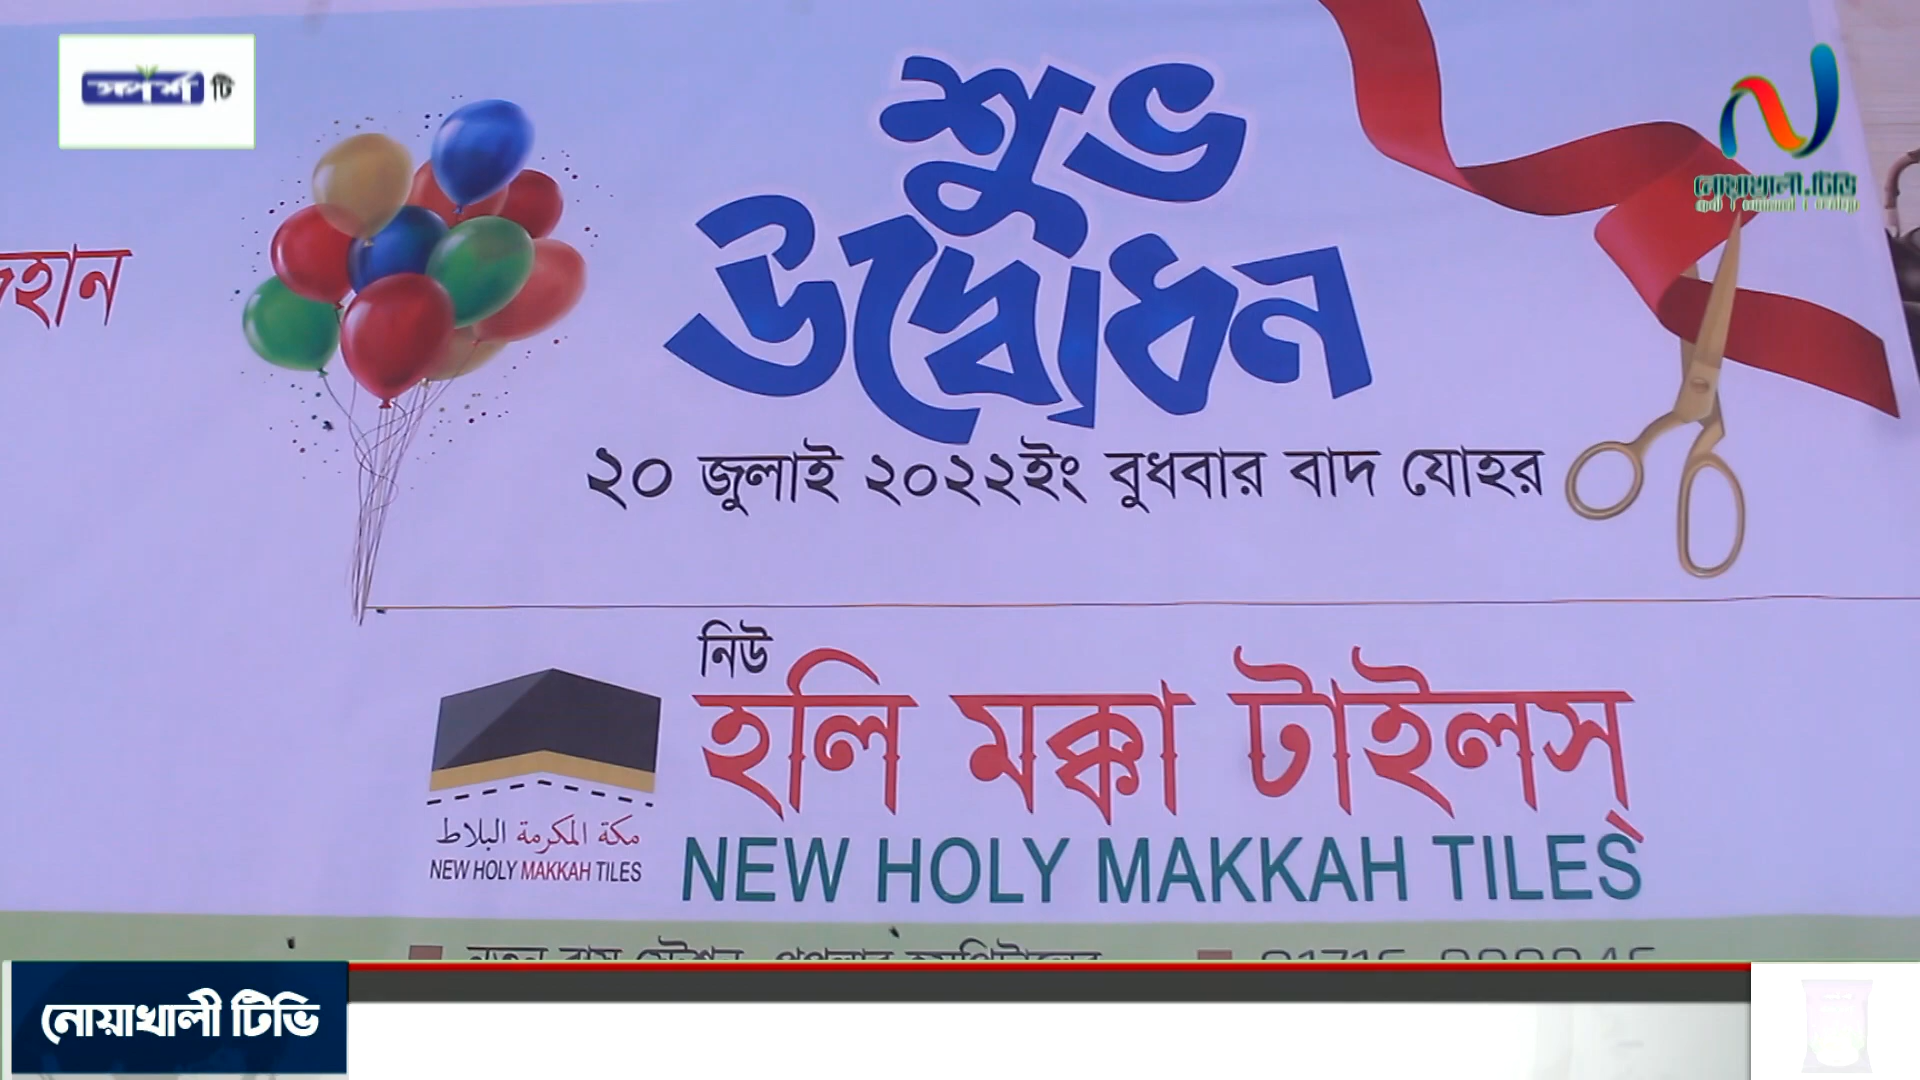 স্পর্শ টি
নোয়াখালী.টিভি
শুভ
উদ্বোধন
২০ জুলাই ২০২২ইং বুধবার বাদ যোহর
নিউ
হলি মক্কা টাইলস্
NEW HOLY MAKKAH TILES
مكة المكرمة البلاط
NEW HOLY MAKKAH TILES
নোয়াখালী টিভি